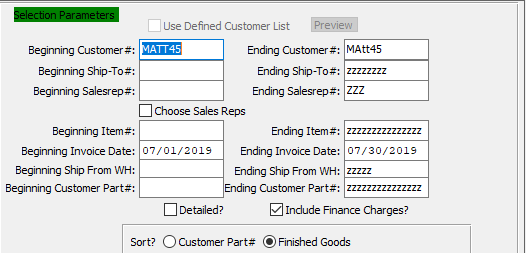 Selection Parameters
Use Defined Customer List Preview
Beginning Customer#: MATT45 Ending Customer#: MAtt45
Beginning Ship-To#: Ending Ship-To#: zzzzzzzz
Beginning Salesrep#: Ending Salesrep#: ZZZ
Choose Sales Reps
Beginning Item#: Ending Item#: zzzzzzzzzzzzzzz
Beginning Invoice Date: 07/01/2019 Ending Invoice Date: 07/30/2019
Beginning Ship From WH: Ending Ship From WH: zzzzz
Beginning Customer Part#: Ending Customer Part#: zzzzzzzzzzzzzzz
Detailed? Include Finance Charges?
Sort? Customer Part# Finished Goods